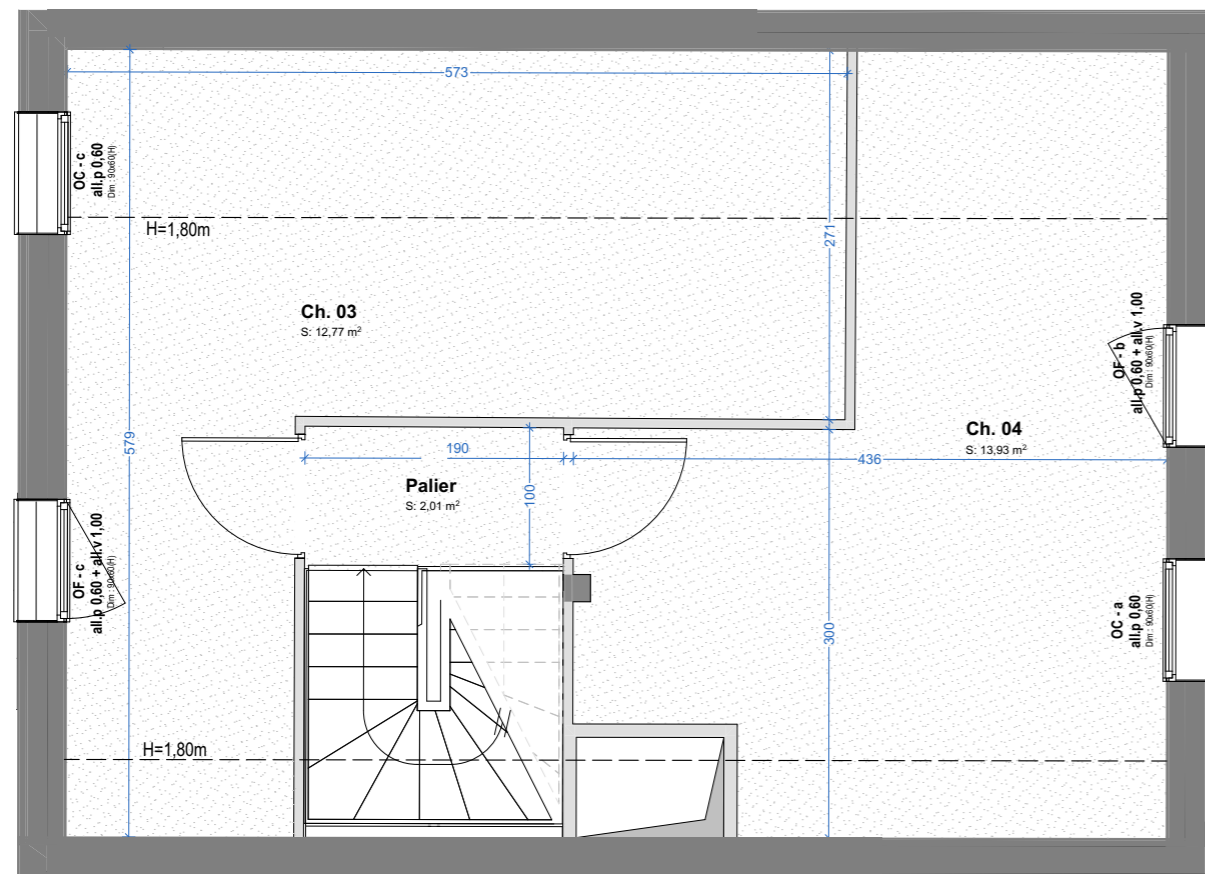 573
OC - c
all.p 0,60
Dim : 90x60(H)
H=1,80m
271
Ch. 03
S: 12,77 m²
OF - b
all.p 0,60 + all.v 1,00
Dim : 90x60(H)
579
190
Ch. 04
S: 13,93 m²
436
Palier
S: 2,01 m²
100
OF - c
all.p 0,60 + all.v 1,00
Dim : 90x60(H)
300
OC - a
all.p 0,60
Dim : 90x60(H)
H=1,80m